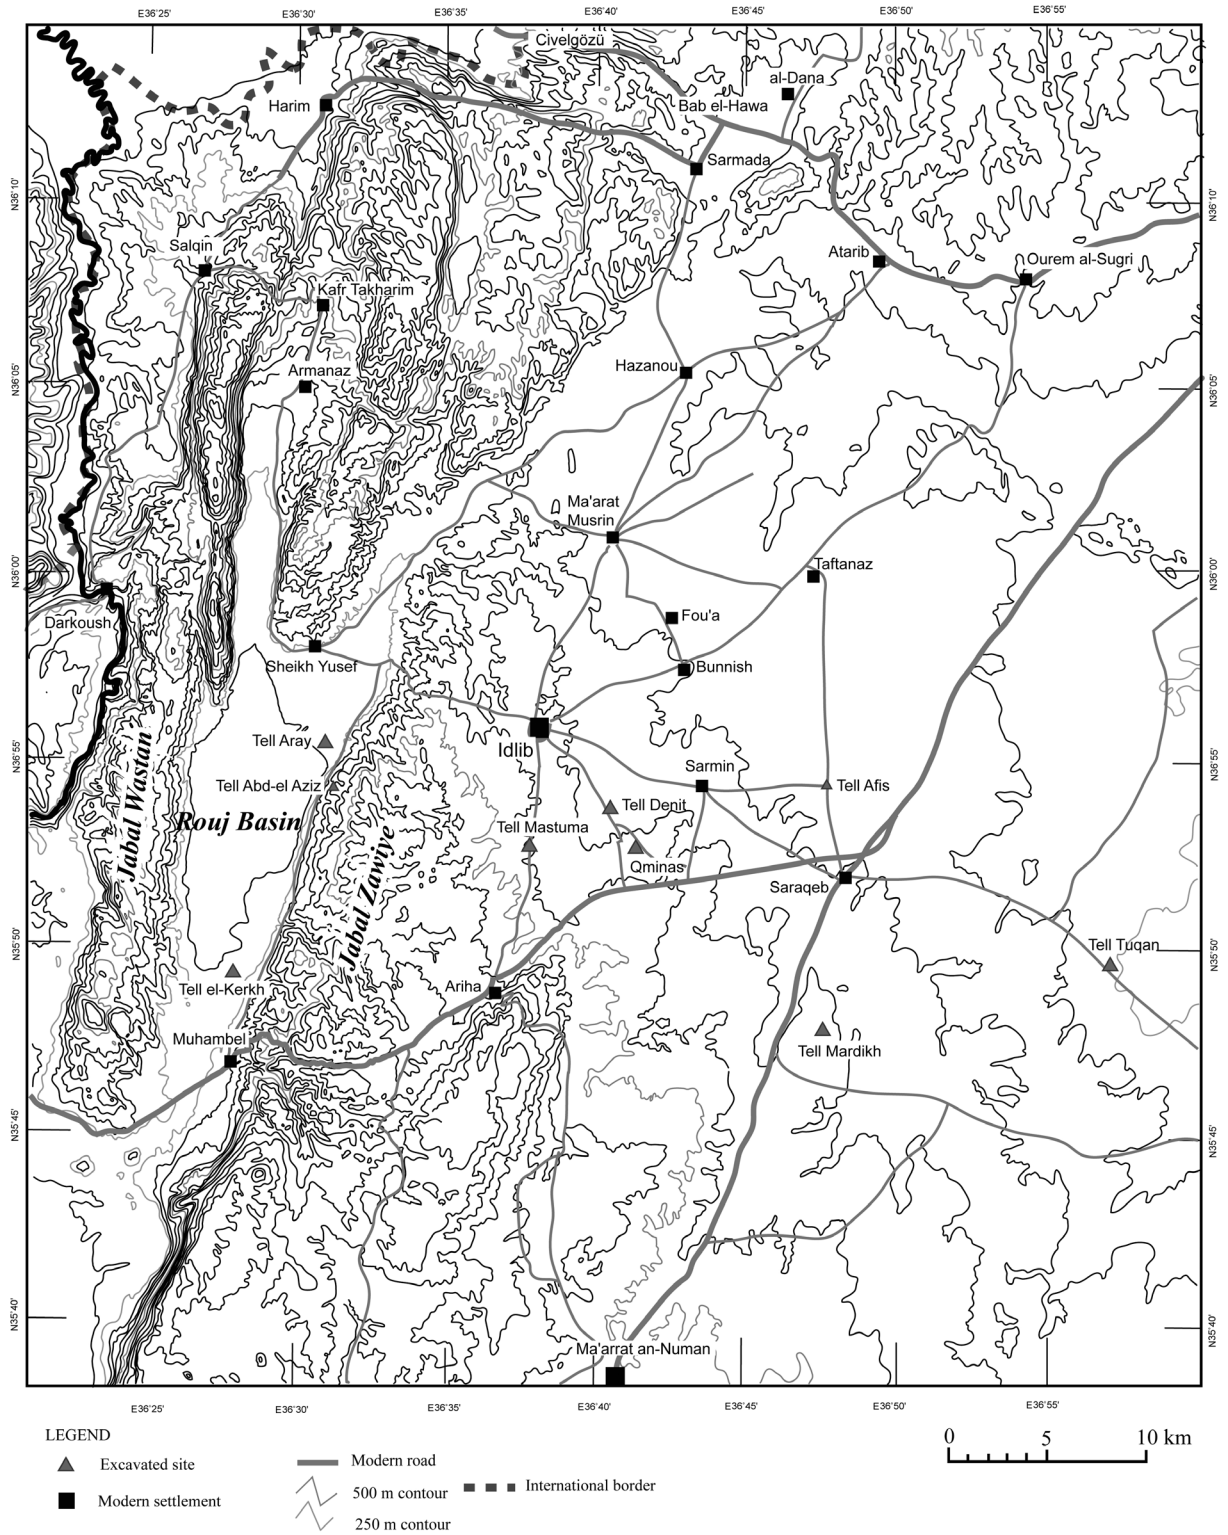 E36°25'
E36°30'
E36°35'
E36°40'
E36°45'
E36°50'
E36°55'
Civelgözü
al-Dana
Harim
Bab el-Hawa
Sarmada
N36°10'
N36°10'
Salqin
Atarib
Ourem al-Sugri
Kafr Takharim
Armanaz
Hazanou
N36°05'
N36°05'
Ma'arat
Musrin
Taftanaz
N36°00'
N36°00'
Darkoush
Fou'a
Sheikh Yusef
Bunnish
Tell Aray
Idlib
N36°55'
N36°55'
Sarmin
Tell Abd-el Aziz
Tell Afis
Tell Denit
Jabal Wastan
Rouj Basin
Tell Mastuma
Jabal Zawiye
Qminas
Saraqeb
N35°50'
N35°50'
Tell Tuqan
Tell el-Kerkh
Ariha
Muhambel
Tell Mardikh
N35°45'
N35°45'
N35°40'
N35°40'
Ma'arrat an-Numan
E36°25'
E36°30'
E36°35'
E36°40'
E36°45'
E36°50'
E36°55'
LEGEND
Excavated site
Modern settlement
Modern road
500 m contour
250 m contour
International border
0 5 10 km